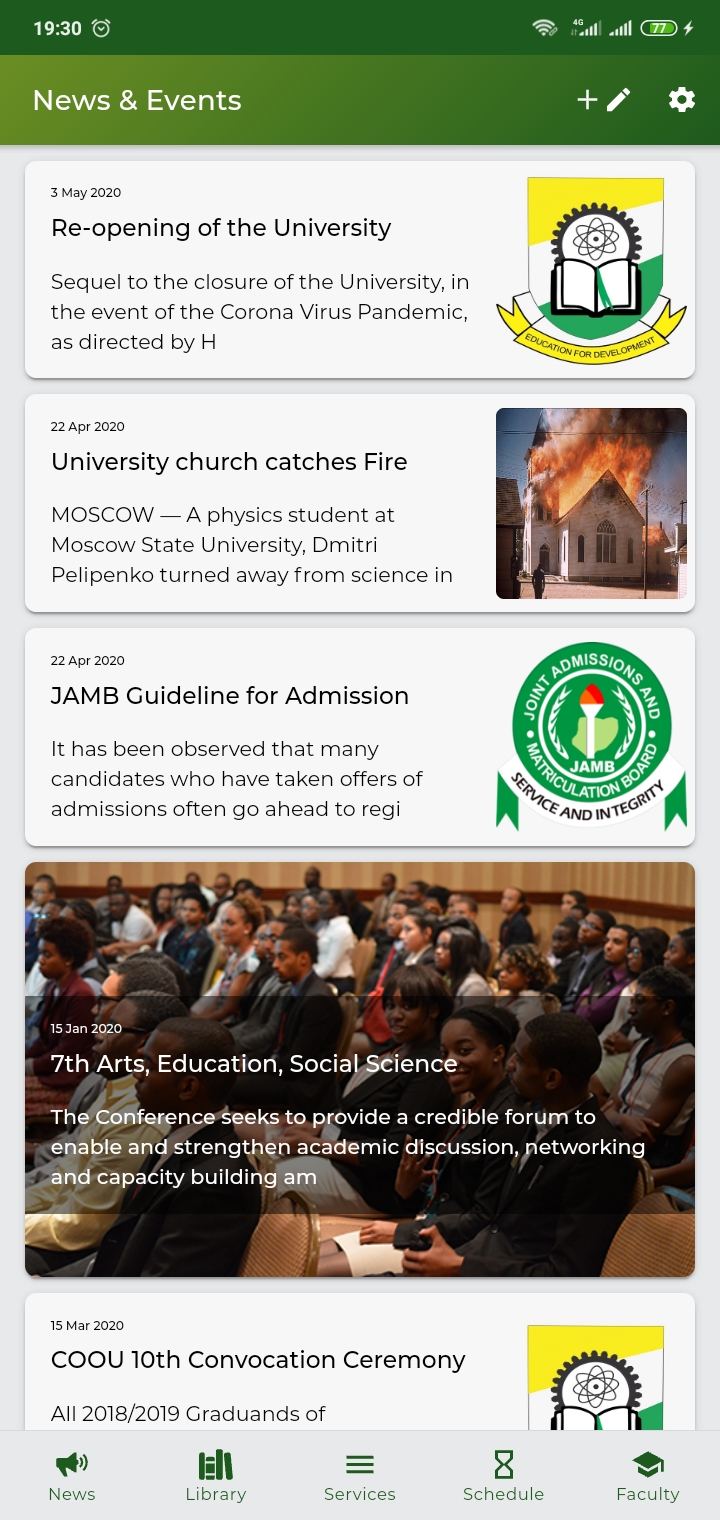 19:30
4G
77
News & Events
3 May 2020
Re-opening of the University
Sequel to the closure of the University, in
the event of the Corona Virus Pandemic,
as directed by H
EDUCATION FOR DEVELOPMENT
22 Apr 2020
University church catches Fire
MOSCOW — A physics student at
Moscow State University, Dmitri
Pelipenko turned away from science in
22 Apr 2020
JAMB Guideline for Admission
It has been observed that many
candidates who have taken offers of
admissions often go ahead to regi
JOINT ADMISSIONS AND
MATRICULATION BOARD
JAMB
SERVICE AND INTEGRITY
15 Jan 2020
7th Arts, Education, Social Science
The Conference seeks to provide a credible forum to
enable and strengthen academic discussion, networking
and capacity building am
15 Mar 2020
COOU 10th Convocation Ceremony
All 2018/2019 Graduands of
News
Library
Services
Schedule
Faculty